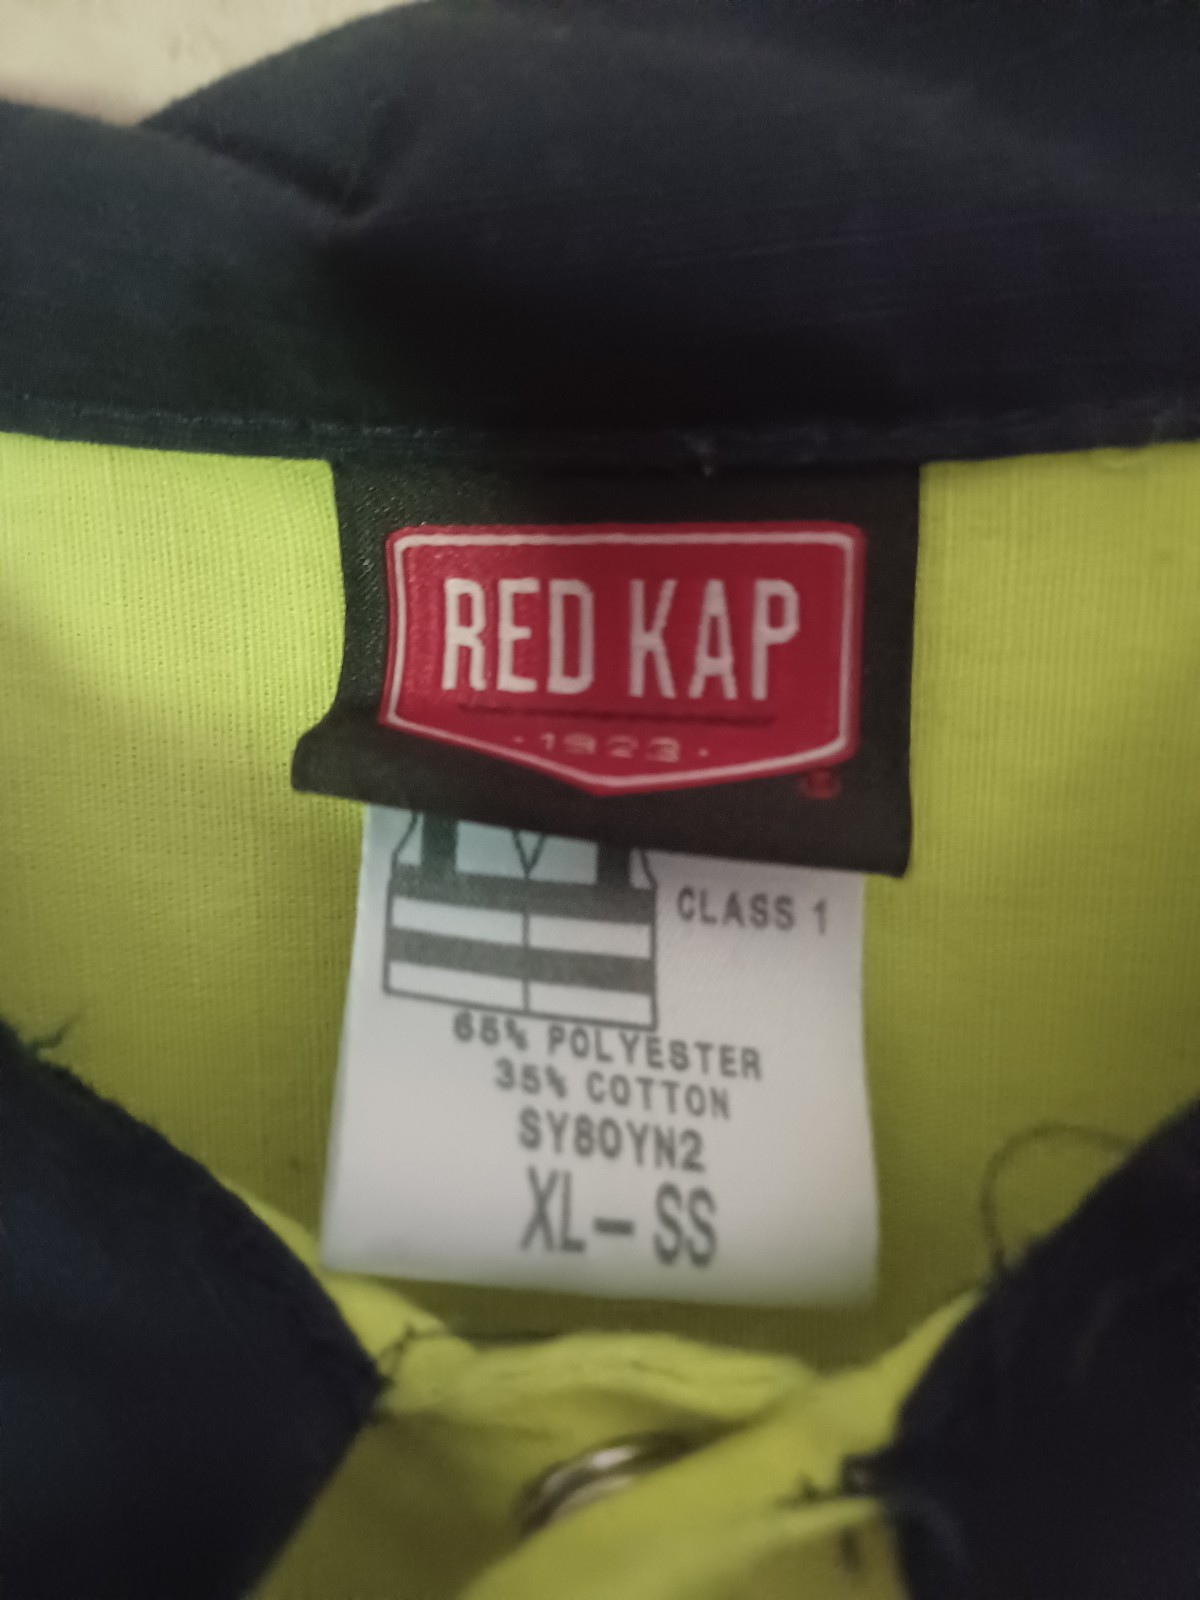 RED KAP
· 1923 ·
®
CLASS 1
65% POLYESTER
35% COTTON
SY80YN2
XL – SS